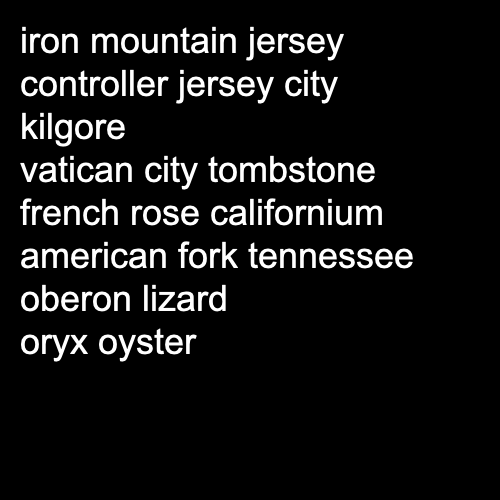 iron mountain jersey
controller jersey city
kilgore
vatican city tombstone
french rose californium
american fork tennessee
oberon lizard
oryx oyster